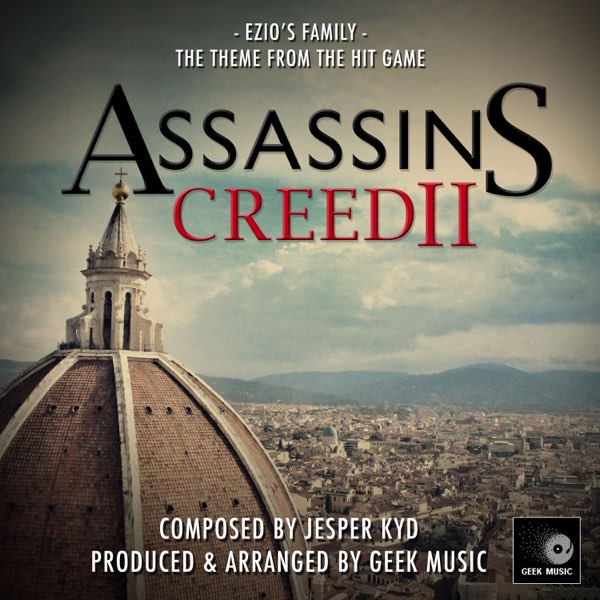 - EZIO'S FAMILY -
THE THEME FROM THE HIT GAME
ASSASSINS
CREED II
COMPOSED BY JESPER KYD
PRODUCED & ARRANGED BY GEEK MUSIC
GEEK MUSIC